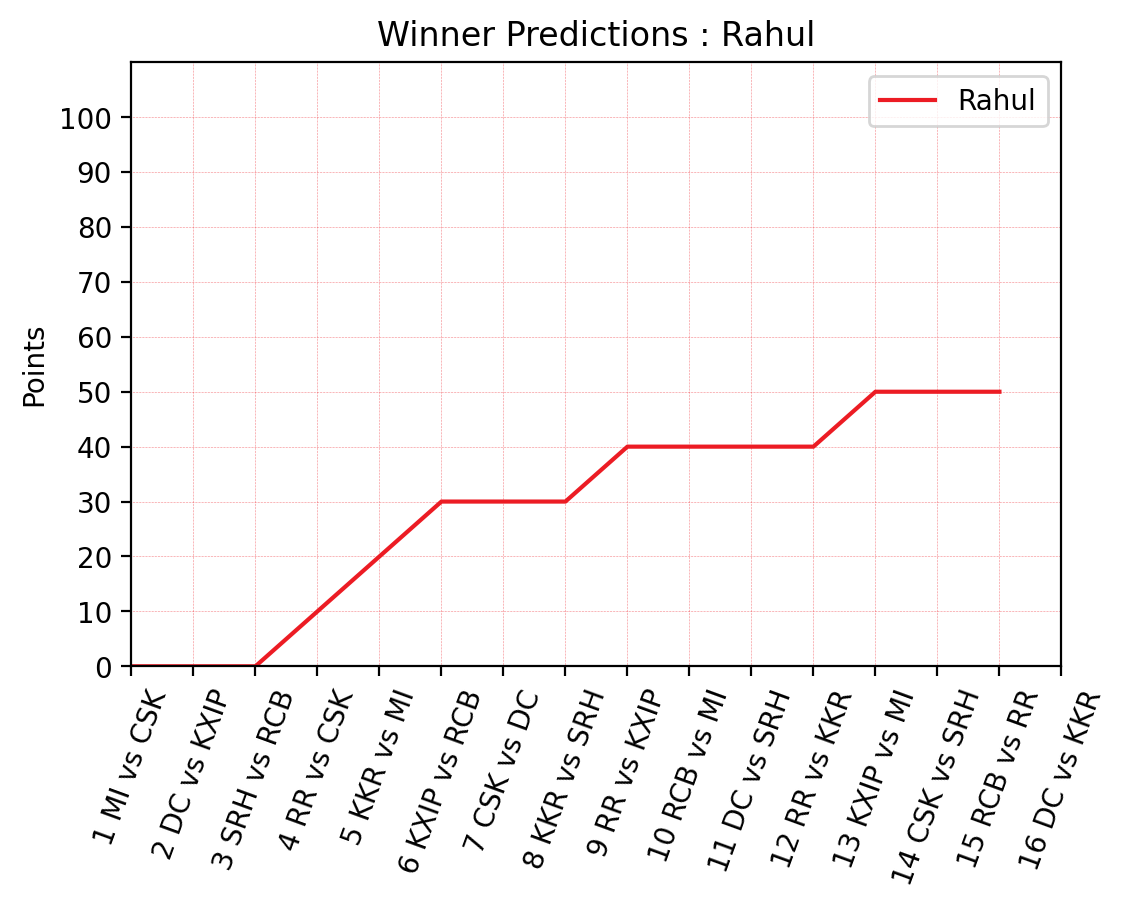 Winner Predictions : Rahul
Rahul
Points
100
90
80
70
60
50
40
30
20
10
0
1 MI vs CSK
2 DC vs KXIP
3 SRH vs RCB
4 RR vs CSK
5 KKR vs MI
6 KXIP vs RCB
7 CSK vs DC
8 KKR vs SRH
9 RR vs KXIP
10 RCB vs MI
11 DC vs SRH
12 RR vs KKR
13 KXIP vs MI
14 CSK vs SRH
15 RCB vs RR
16 DC vs KKR